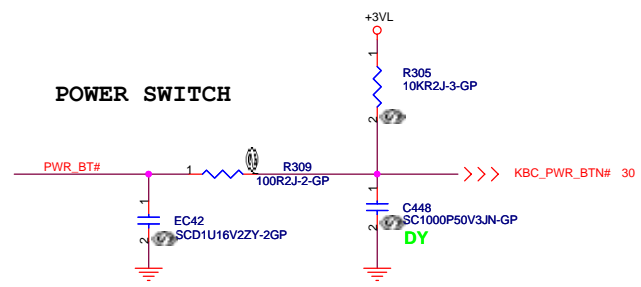 +3VL
1
R305
10KR2J-3-GP
2
POWER SWITCH
PWR_BT#
1
R309
100R2J-2-GP
KBC_PWR_BTN# 30
1
EC42
SCD1U16V2ZY-2GP
2
1
C448
SC1000P50V3JN-GP
2
DY